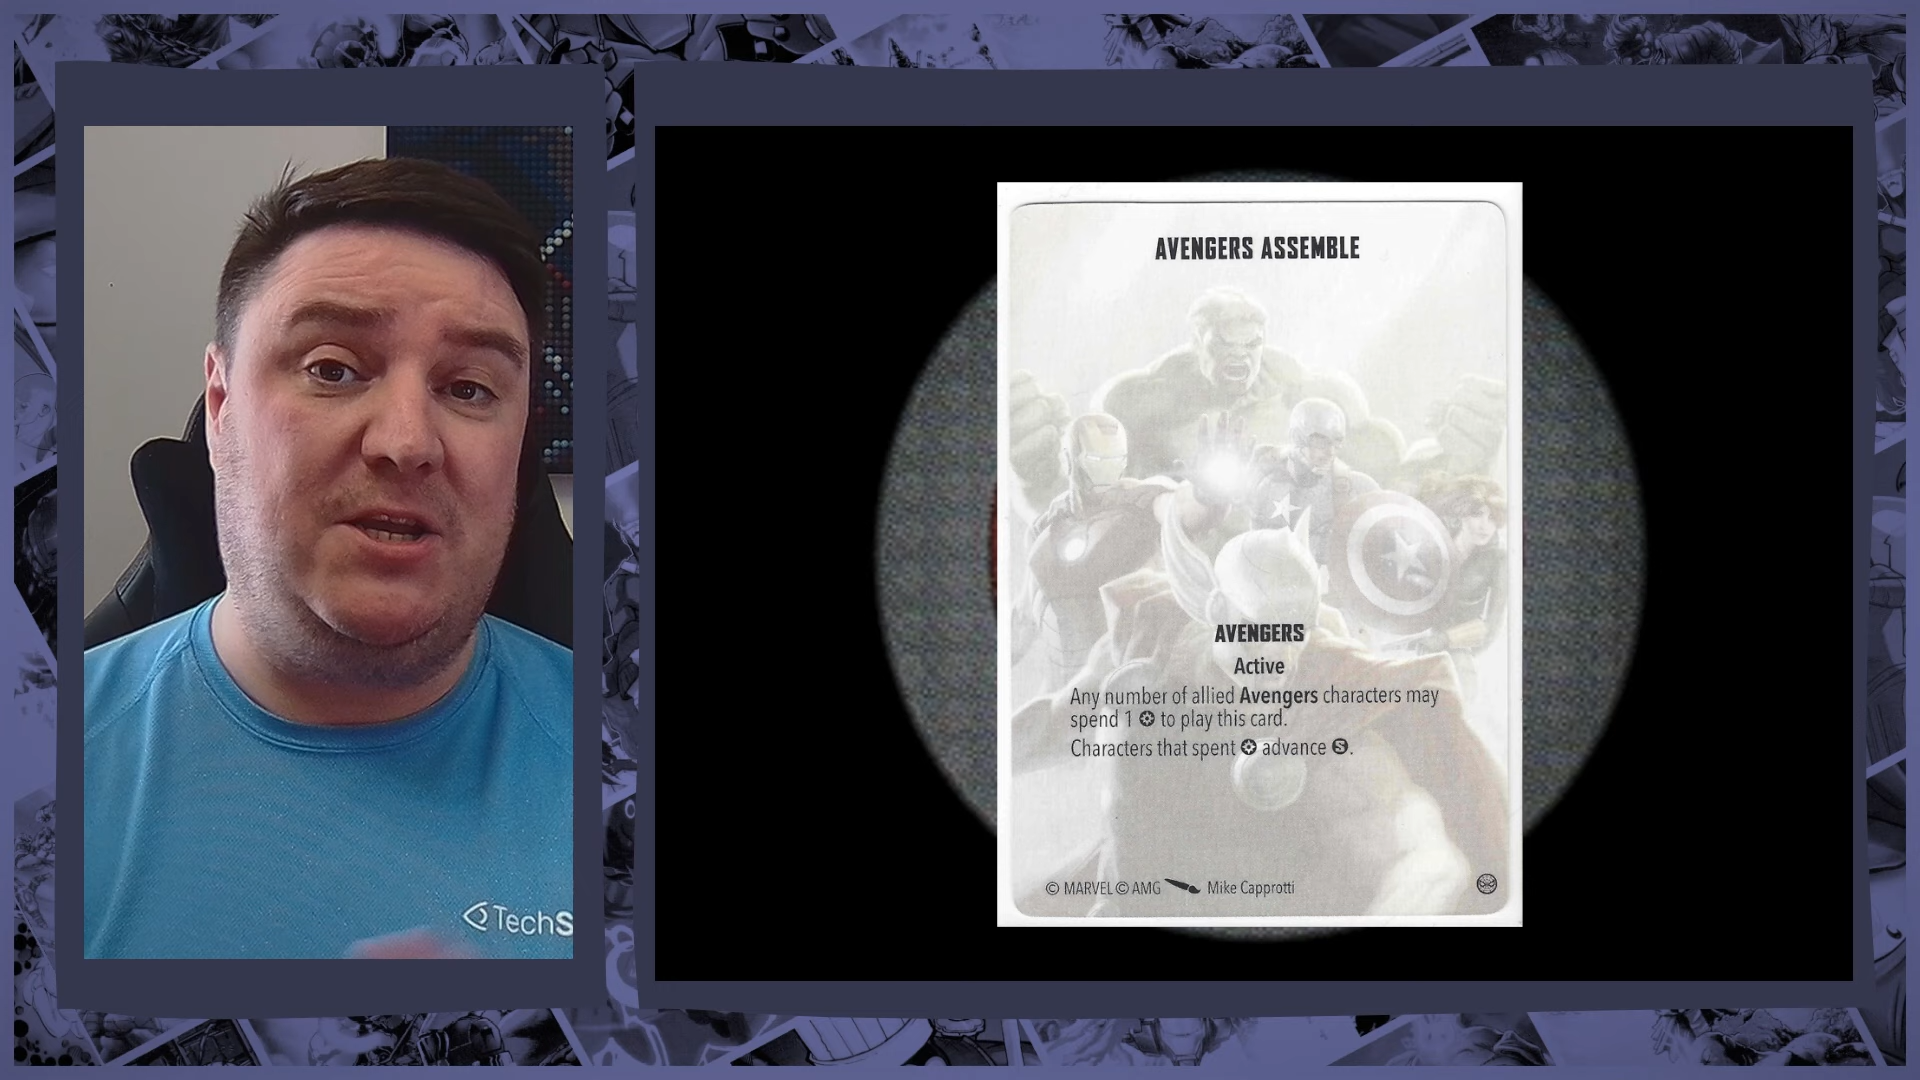 AVENGERS ASSEMBLE
AVENGERS
Active
Any number of allied Avengers characters may
spend 1 to play this card.
Characters that spent advance S.
© MARVEL © AMG Mike Capprotti
TechS